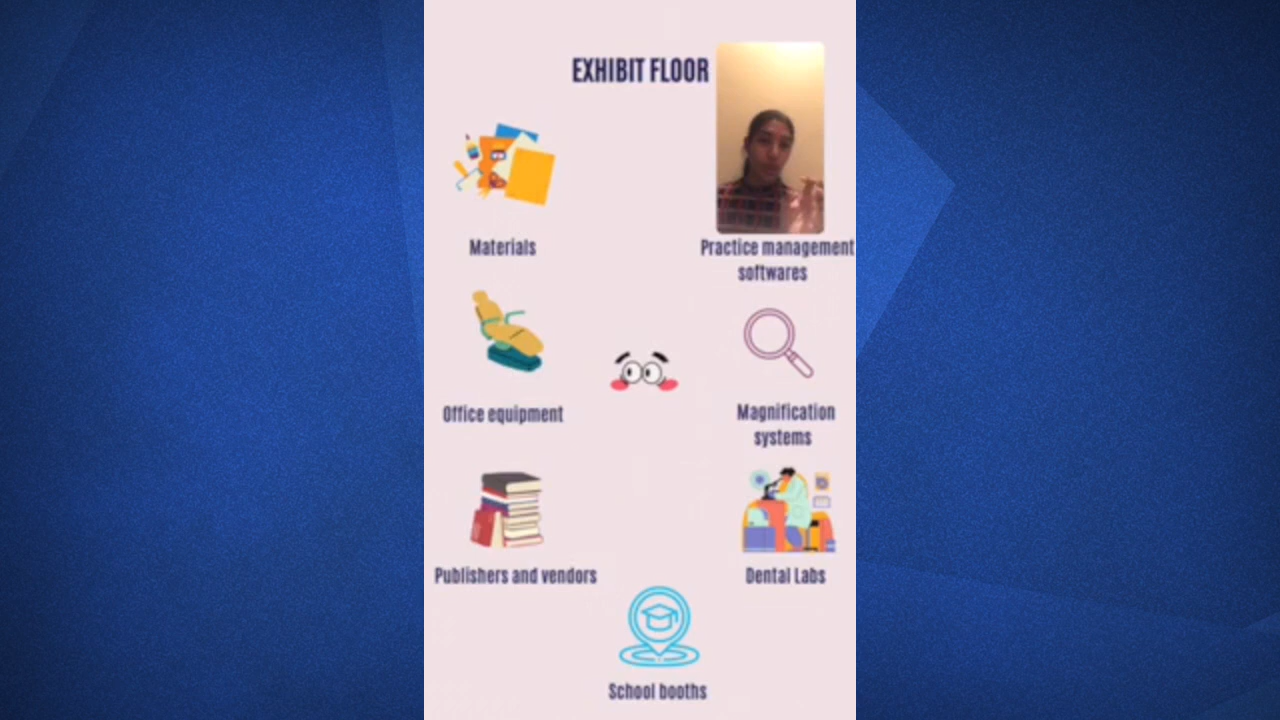 EXHIBIT FLOOR
Materials
Practice management
softwares
Office equipment
Magnification
systems
Publishers and vendors
Dental Labs
School booths